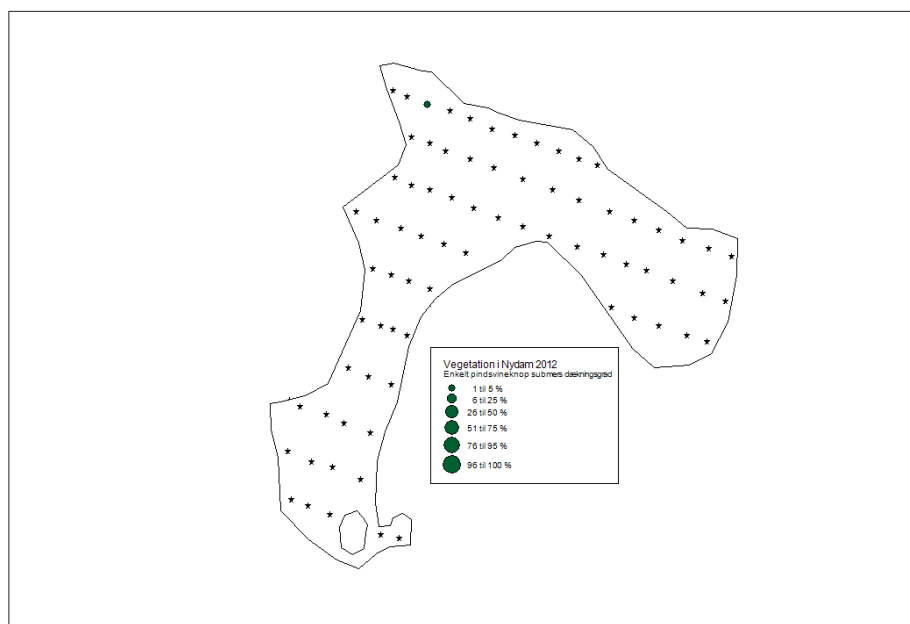 Vegetation i Nydam 2012
Enkelt pindsvineknop submers dækningsgrad
1 til 5 %
6 til 25 %
26 til 50 %
51 til 75 %
76 til 95 %
96 til 100 %